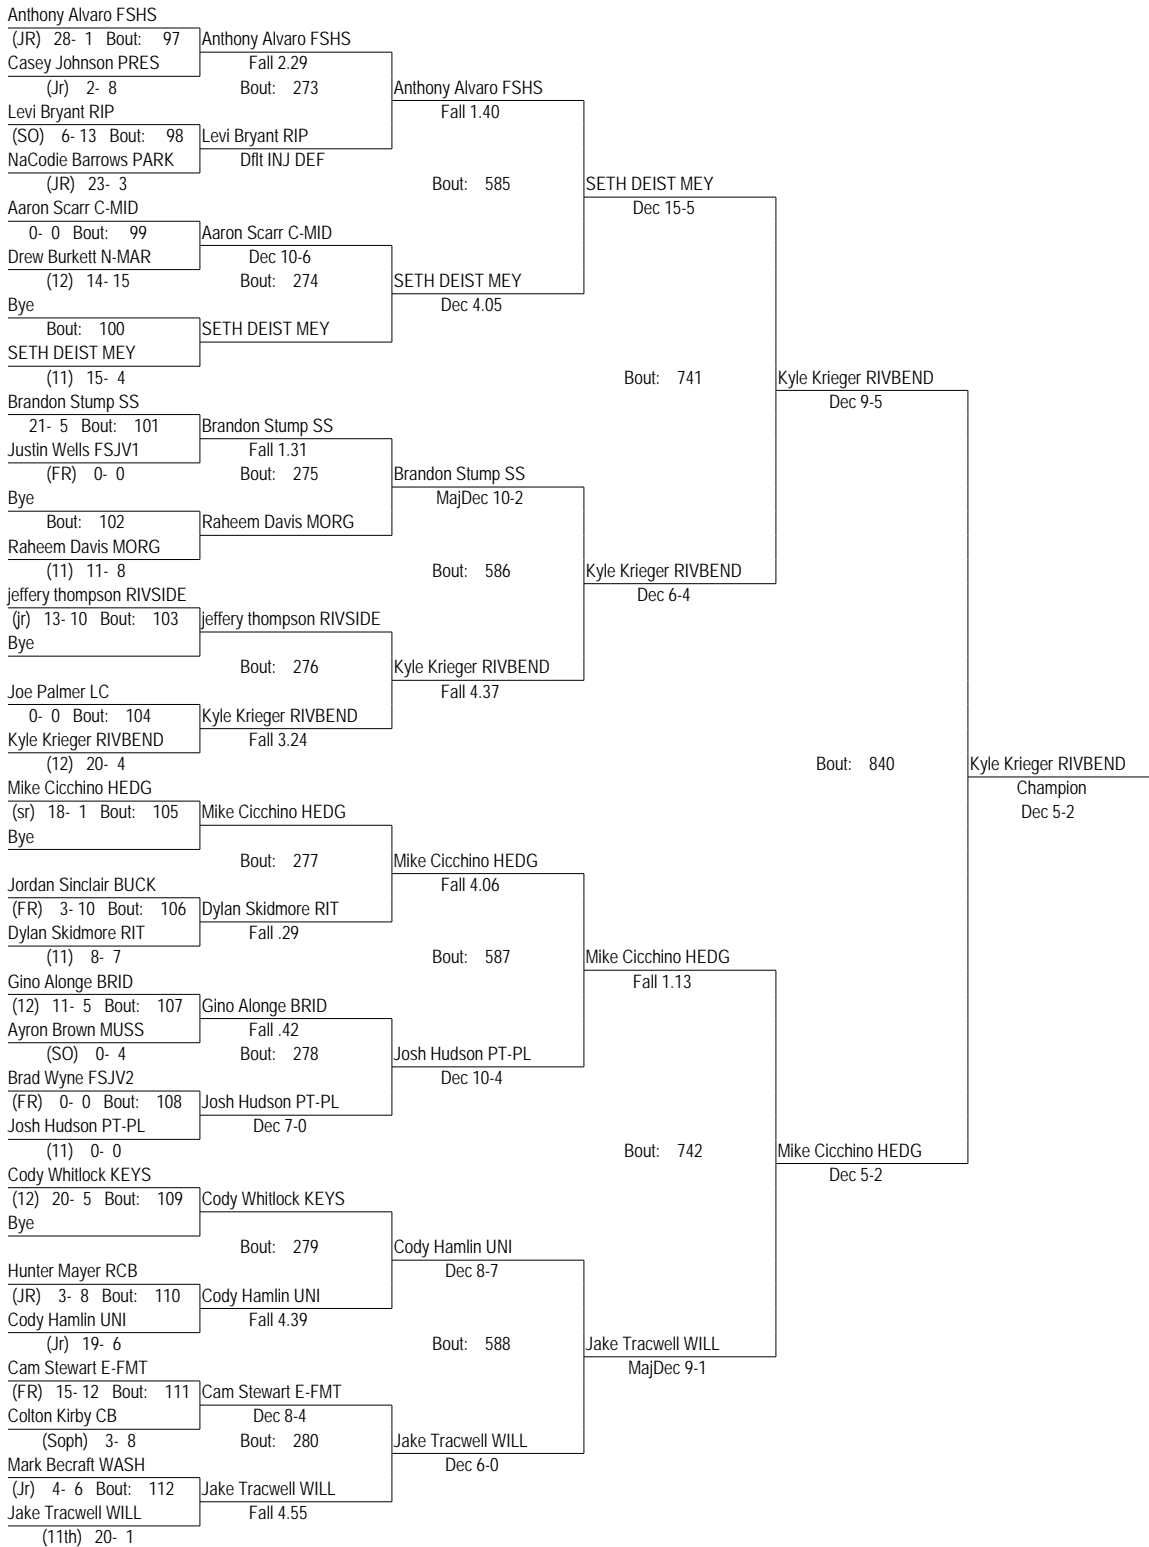 Anthony Alvaro FSHS
(JR) 28- 1 Bout: 97 Anthony Alvaro FSHS
Casey Johnson PRES Fall 2.29
(Jr) 2- 8 Bout: 273 Anthony Alvaro FSHS
Levi Bryant RIP Fall 1.40
(SO) 6- 13 Bout: 98 Levi Bryant RIP
NaCodie Barrows PARK Dflt INJ DEF
(JR) 23- 3 Bout: 585 SETH DEIST MEY
Aaron Scarr C-MID Dec 15-5
0- 0 Bout: 99 Aaron Scarr C-MID
Drew Burkett N-MAR Dec 10-6
(12) 14- 15 Bout: 274 SETH DEIST MEY
Bye Dec 4.05
Bout: 100 SETH DEIST MEY
SETH DEIST MEY
(11) 15- 4 Bout: 741 Kyle Krieger RIVBEND
Brandon Stump SS Dec 9-5
21- 5 Bout: 101 Brandon Stump SS
Justin Wells FSJV1 Fall 1.31
(FR) 0- 0 Bout: 275 Brandon Stump SS
Bye MajDec 10-2
Bout: 102 Raheem Davis MORG
Raheem Davis MORG
(11) 11- 8 Bout: 586 Kyle Krieger RIVBEND
jeffery thompson RIVSIDE Dec 6-4
(jr) 13- 10 Bout: 103 jeffery thompson RIVSIDE
Bye
Bout: 276 Kyle Krieger RIVBEND
Joe Palmer LC Fall 4.37
0- 0 Bout: 104 Kyle Krieger RIVBEND
Kyle Krieger RIVBEND Fall 3.24
(12) 20- 4 Bout: 840 Kyle Krieger RIVBEND
Mike Cicchino HEDG Champion
(sr) 18- 1 Bout: 105 Mike Cicchino HEDG Dec 5-2
Bye
Bout: 277 Mike Cicchino HEDG
Jordan Sinclair BUCK Fall 4.06
(FR) 3- 10 Bout: 106 Dylan Skidmore RIT
Dylan Skidmore RIT Fall .29
(11) 8- 7 Bout: 587 Mike Cicchino HEDG
Gino Alonge BRID Fall 1.13
(12) 11- 5 Bout: 107 Gino Alonge BRID
Ayron Brown MUSS Fall .42
(SO) 0- 4 Bout: 278 Josh Hudson PT-PL
Brad Wyne FSJV2 Dec 10-4
(FR) 0- 0 Bout: 108 Josh Hudson PT-PL
Josh Hudson PT-PL Dec 7-0
(11) 0- 0 Bout: 742 Mike Cicchino HEDG
Cody Whitlock KEYS Dec 5-2
(12) 20- 5 Bout: 109 Cody Whitlock KEYS
Bye
Bout: 279 Cody Hamlin UNI
Hunter Mayer RCB Dec 8-7
(JR) 3- 8 Bout: 110 Cody Hamlin UNI
Cody Hamlin UNI Fall 4.39
(Jr) 19- 6 Bout: 588 Jake Tracwell WILL
Cam Stewart E-FMT MajDec 9-1
(FR) 15- 12 Bout: 111 Cam Stewart E-FMT
Colton Kirby CB Dec 8-4
(Soph) 3- 8 Bout: 280 Jake Tracwell WILL
Mark Becraft WASH Dec 6-0
(Jr) 4- 6 Bout: 112 Jake Tracwell WILL
Jake Tracwell WILL Fall 4.55
(11th) 20- 1